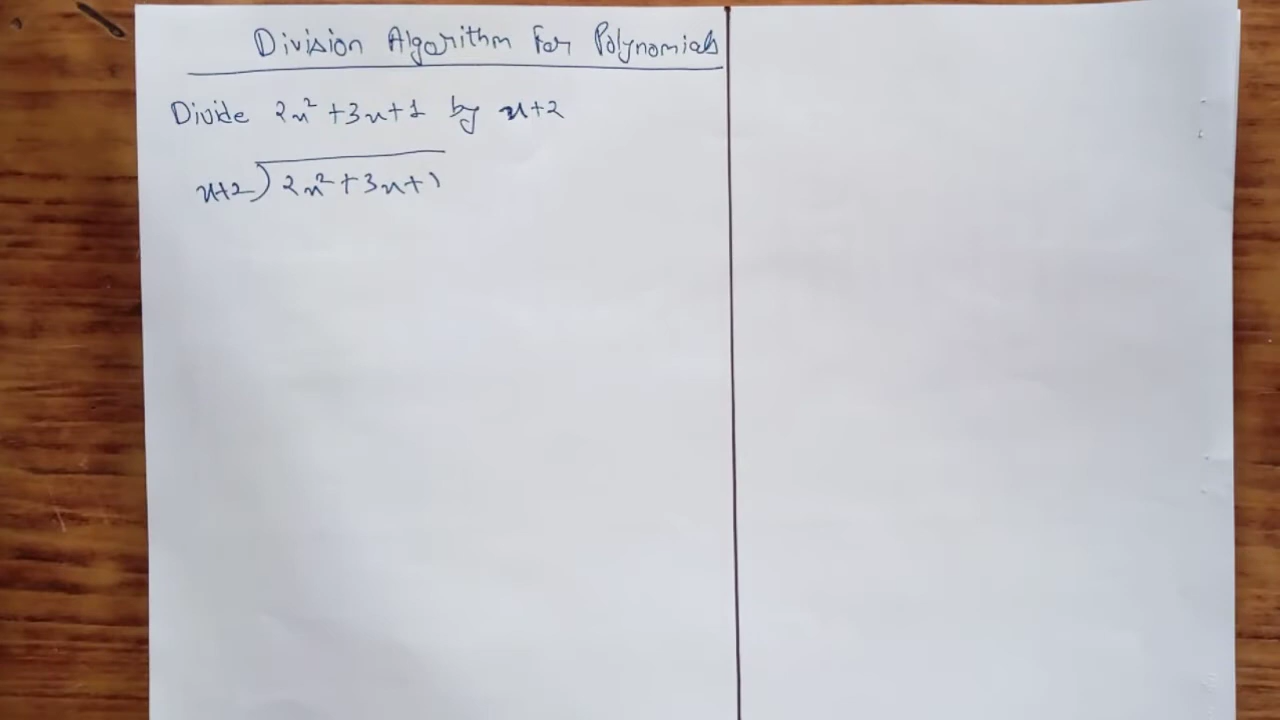 Division Algorithm For Polynomials
Divide 2x² + 3x + 1 by x + 2
x+2 ) 2x² + 3x + 1